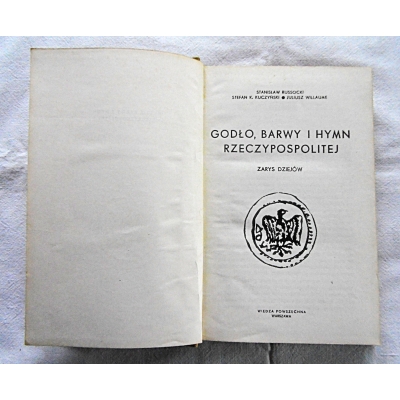 STANISŁAW RUSSOCKI
STEFAN K. KUCZYŃSKI ■ JULIUSZ WILLAUME
GODŁO, BARWY I HYMN
RZECZYPOSPOLITEJ
ZARYS DZIEJÓW
WIEDZA POWSZECHNA
WARSZAWA